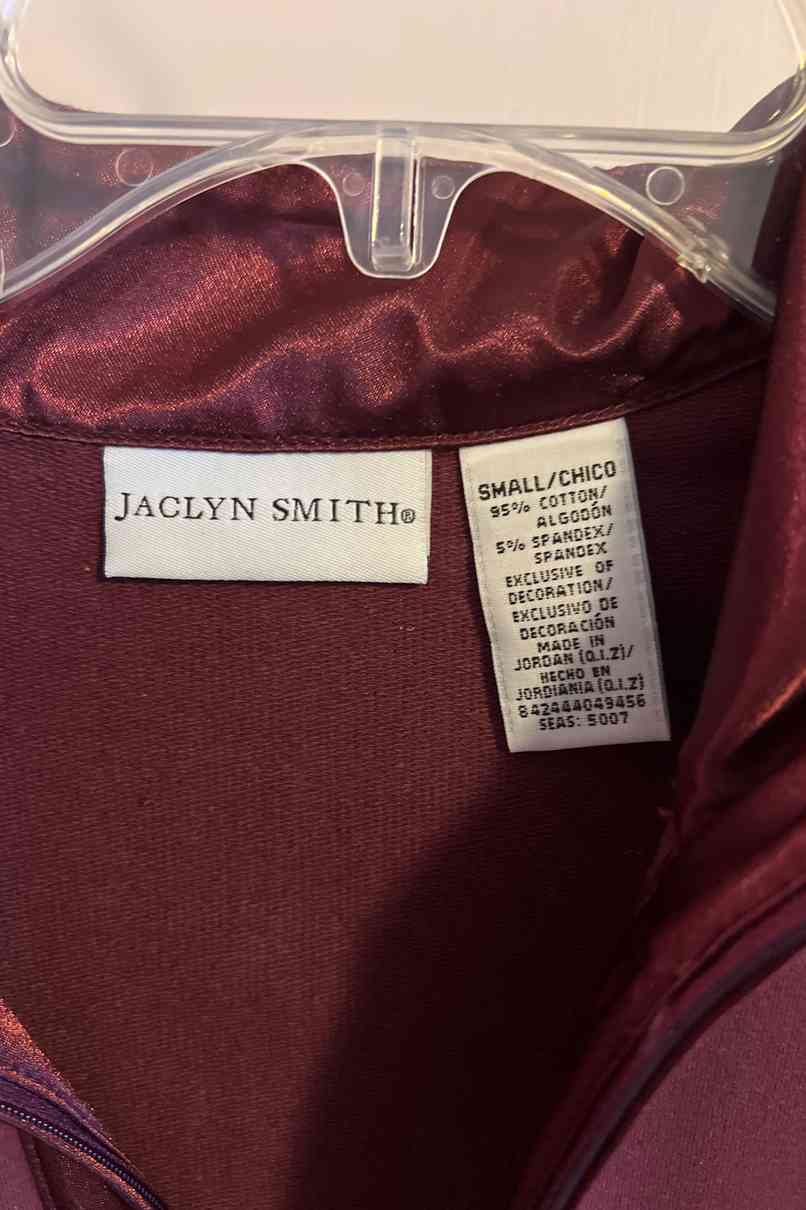 JACLYN SMITH®
SMALL/CHICO
95% COTTON/
ALGODÓN
5% SPANDEX/
SPANDEX
EXCLUSIVE OF
DECORATION/
EXCLUSIVO DE
DECORACIÓN
MADE IN
JORDAN (Q.I.Z)/
HECHO EN
JORDIANIA (Q.I.Z)
842444049456
SEAS: 5007